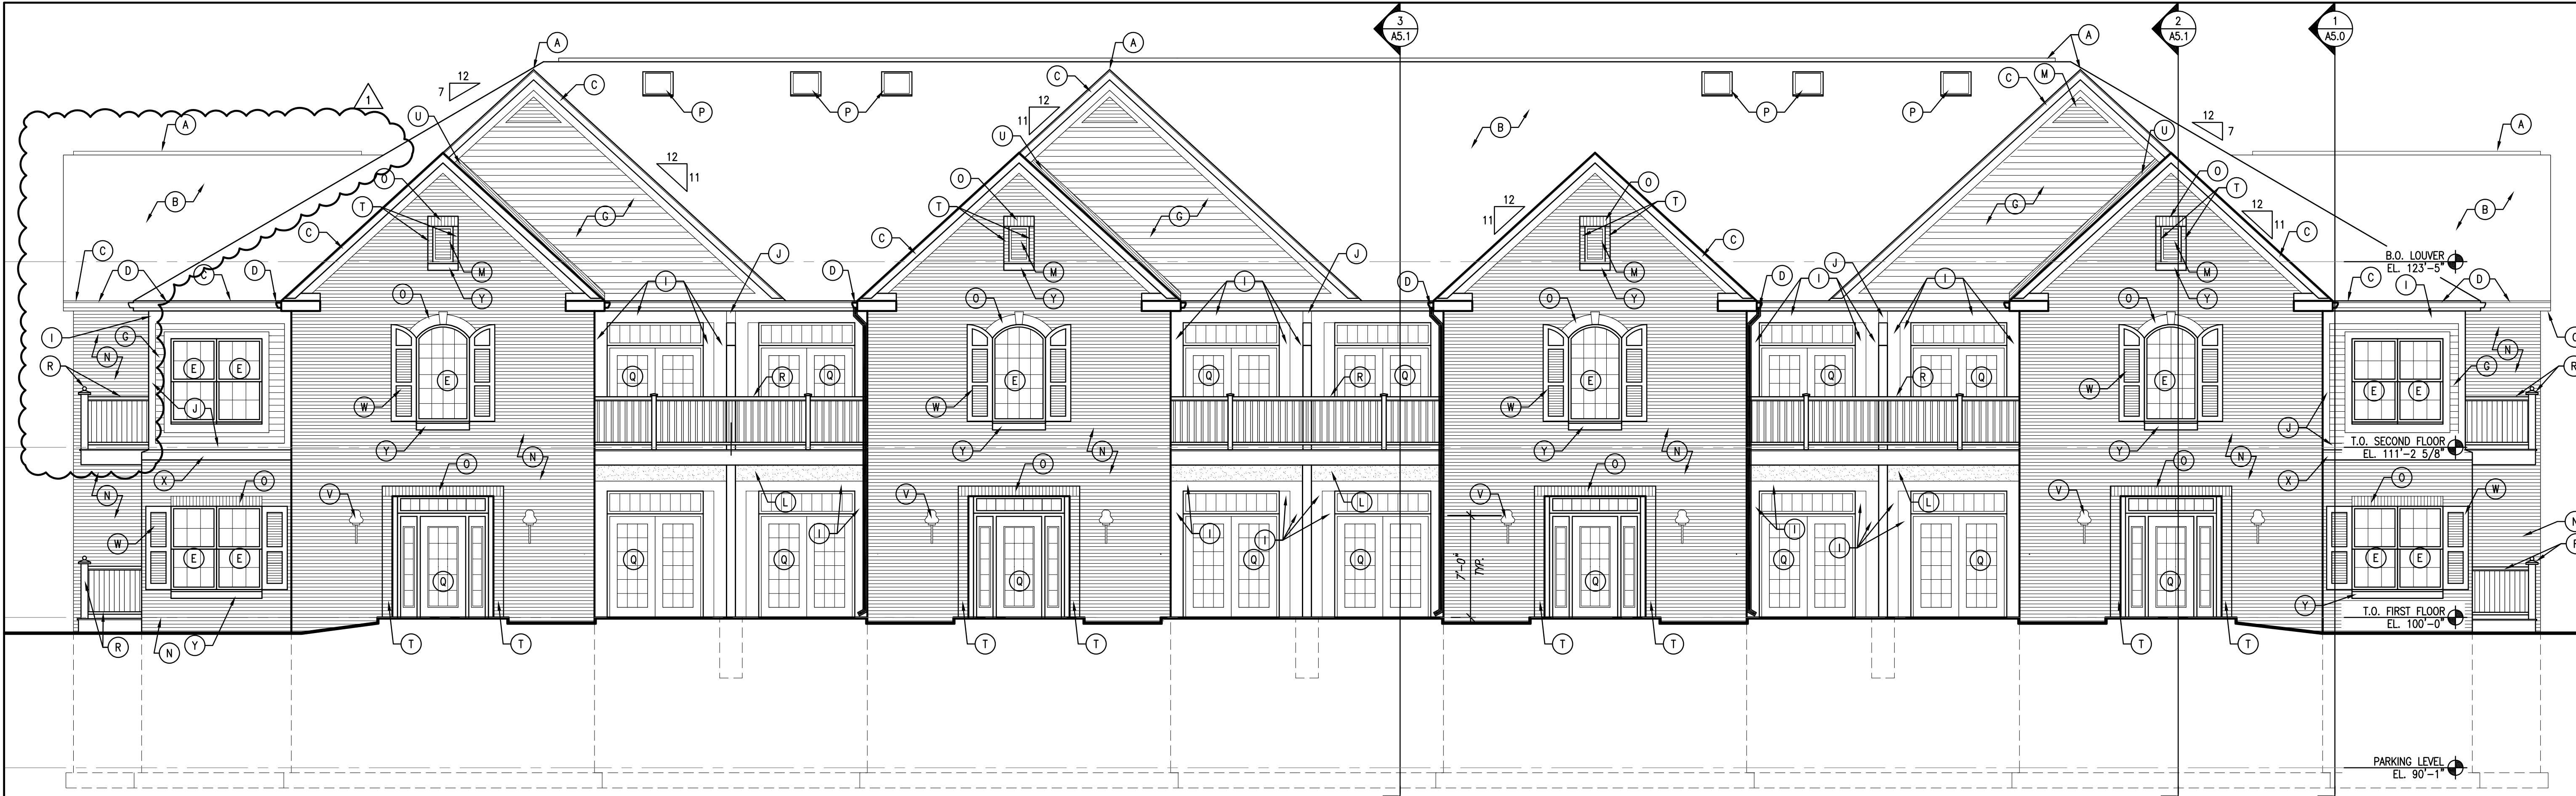 3
A5.1
2
A5.1
1
A5.0
A
A
A
12
7
C
C
C
M
1
P
P
P
P
12
11
U
A
B
U
12
7
U
A
12
11
O
O
O
O
B
T
G
T
G
12
11
T
G
T
B
C
C
C
12
11
C
B.O. LOUVER
EL. 123'-5"
C
D
C
D
M
I
J
D
M
I
J
D
M
D
I
J
I
M
C
I
D
Y
Y
Y
Y
O
O
O
O
I
G
N
N
C
R
E
E
E
Q
R
Q
E
Q
R
Q
E
Q
R
Q
E
E
E
G
R
J
W
W
W
W
J
Y
Y
Y
Y
N
N
N
N
T.O. SECOND FLOOR
EL. 111'-2 5/8"
X
O
O
O
O
O
X
N
V
L
V
L
V
L
V
O
W
W
I
I
I
I
I
N
E
E
Q
Q
Q
Q
Q
Q
E
E
R
7'-0"
TYP.
Q
Q
Q
Q
Y
T.O. FIRST FLOOR
EL. 100'-0"
R
N
Y
T
T
T
T
T
T
T
T
PARKING LEVEL
EL. 90'-1"